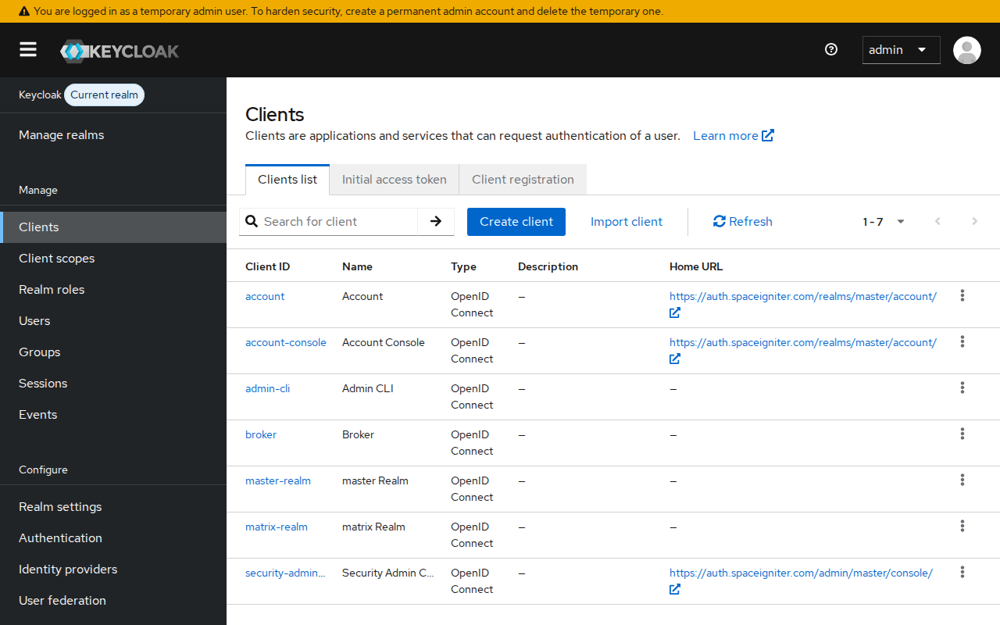 You are logged in as a temporary admin user. To harden security, create a permanent admin account and delete the temporary one.
KEYCLOAK
admin
Keycloak Current realm
Manage realms
Manage
Clients
Client scopes
Realm roles
Users
Groups
Sessions
Events
Configure
Realm settings
Authentication
Identity providers
User federation
Clients
Clients are applications and services that can request authentication of a user. Learn more
Clients list Initial access token Client registration
Search for client Create client Import client Refresh 1 - 7
Client ID Name Type Description Home URL
account Account OpenID Connect – https://auth.spaceigniter.com/realms/master/account/
account-console Account Console OpenID Connect – https://auth.spaceigniter.com/realms/master/account/
admin-cli Admin CLI OpenID Connect – –
broker Broker OpenID Connect – –
master-realm master Realm OpenID Connect – –
matrix-realm matrix Realm OpenID Connect – –
security-admin... Security Admin C... OpenID Connect – https://auth.spaceigniter.com/admin/master/console/